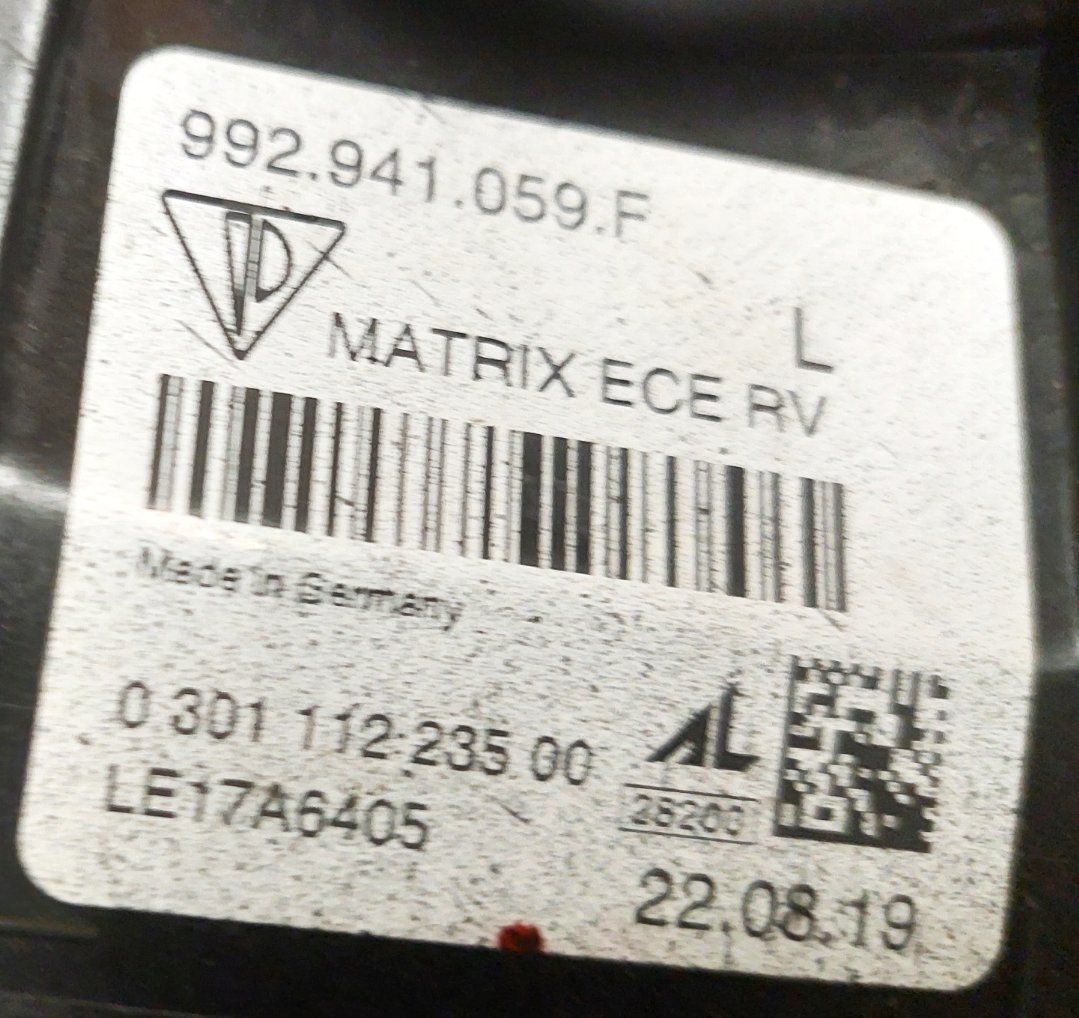 992.941.059.F
L
MATRIX ECE RV
Made in Germany
0 301 112 235 00
AL
LE17A6405
28200
22.08.19